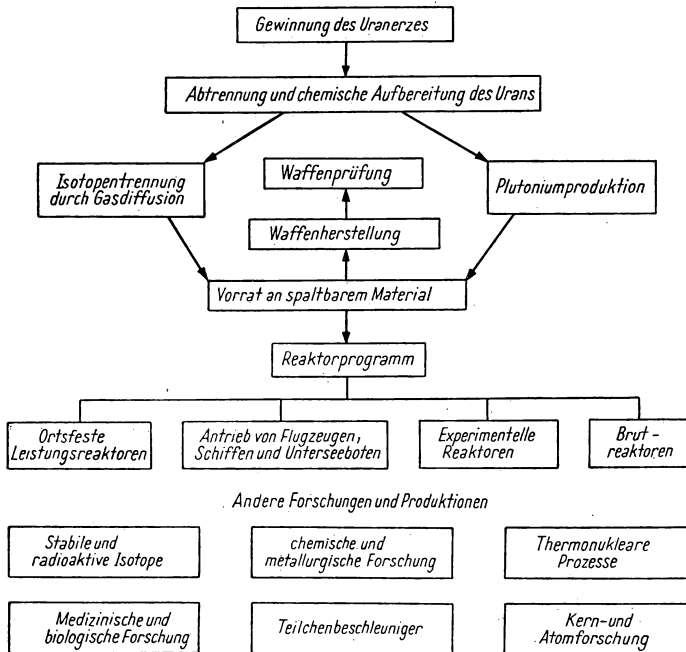 Gewinnung des Uranerzes
Abtrennung und chemische Aufbereitung des Urans
Isotopentrennung
durch Gasdiffusion
Waffenprüfung
Plutoniumproduktion
Waffenherstellung
Vorrat an spaltbarem Material
Reaktorprogramm
Ortsfeste
Leistungsreaktoren
Antrieb von Flugzeugen,
Schiffen und Unterseeboten
Experimentelle
Reaktoren
Brut-
reaktoren
Andere Forschungen und Produktionen
Stabile und
radioaktive Isotope
chemische und
metallurgische Forschung
Thermonukleare
Prozesse
Medizinische und
biologische Forschung
Teilchenbeschleuniger
Kern- und
Atomforschung